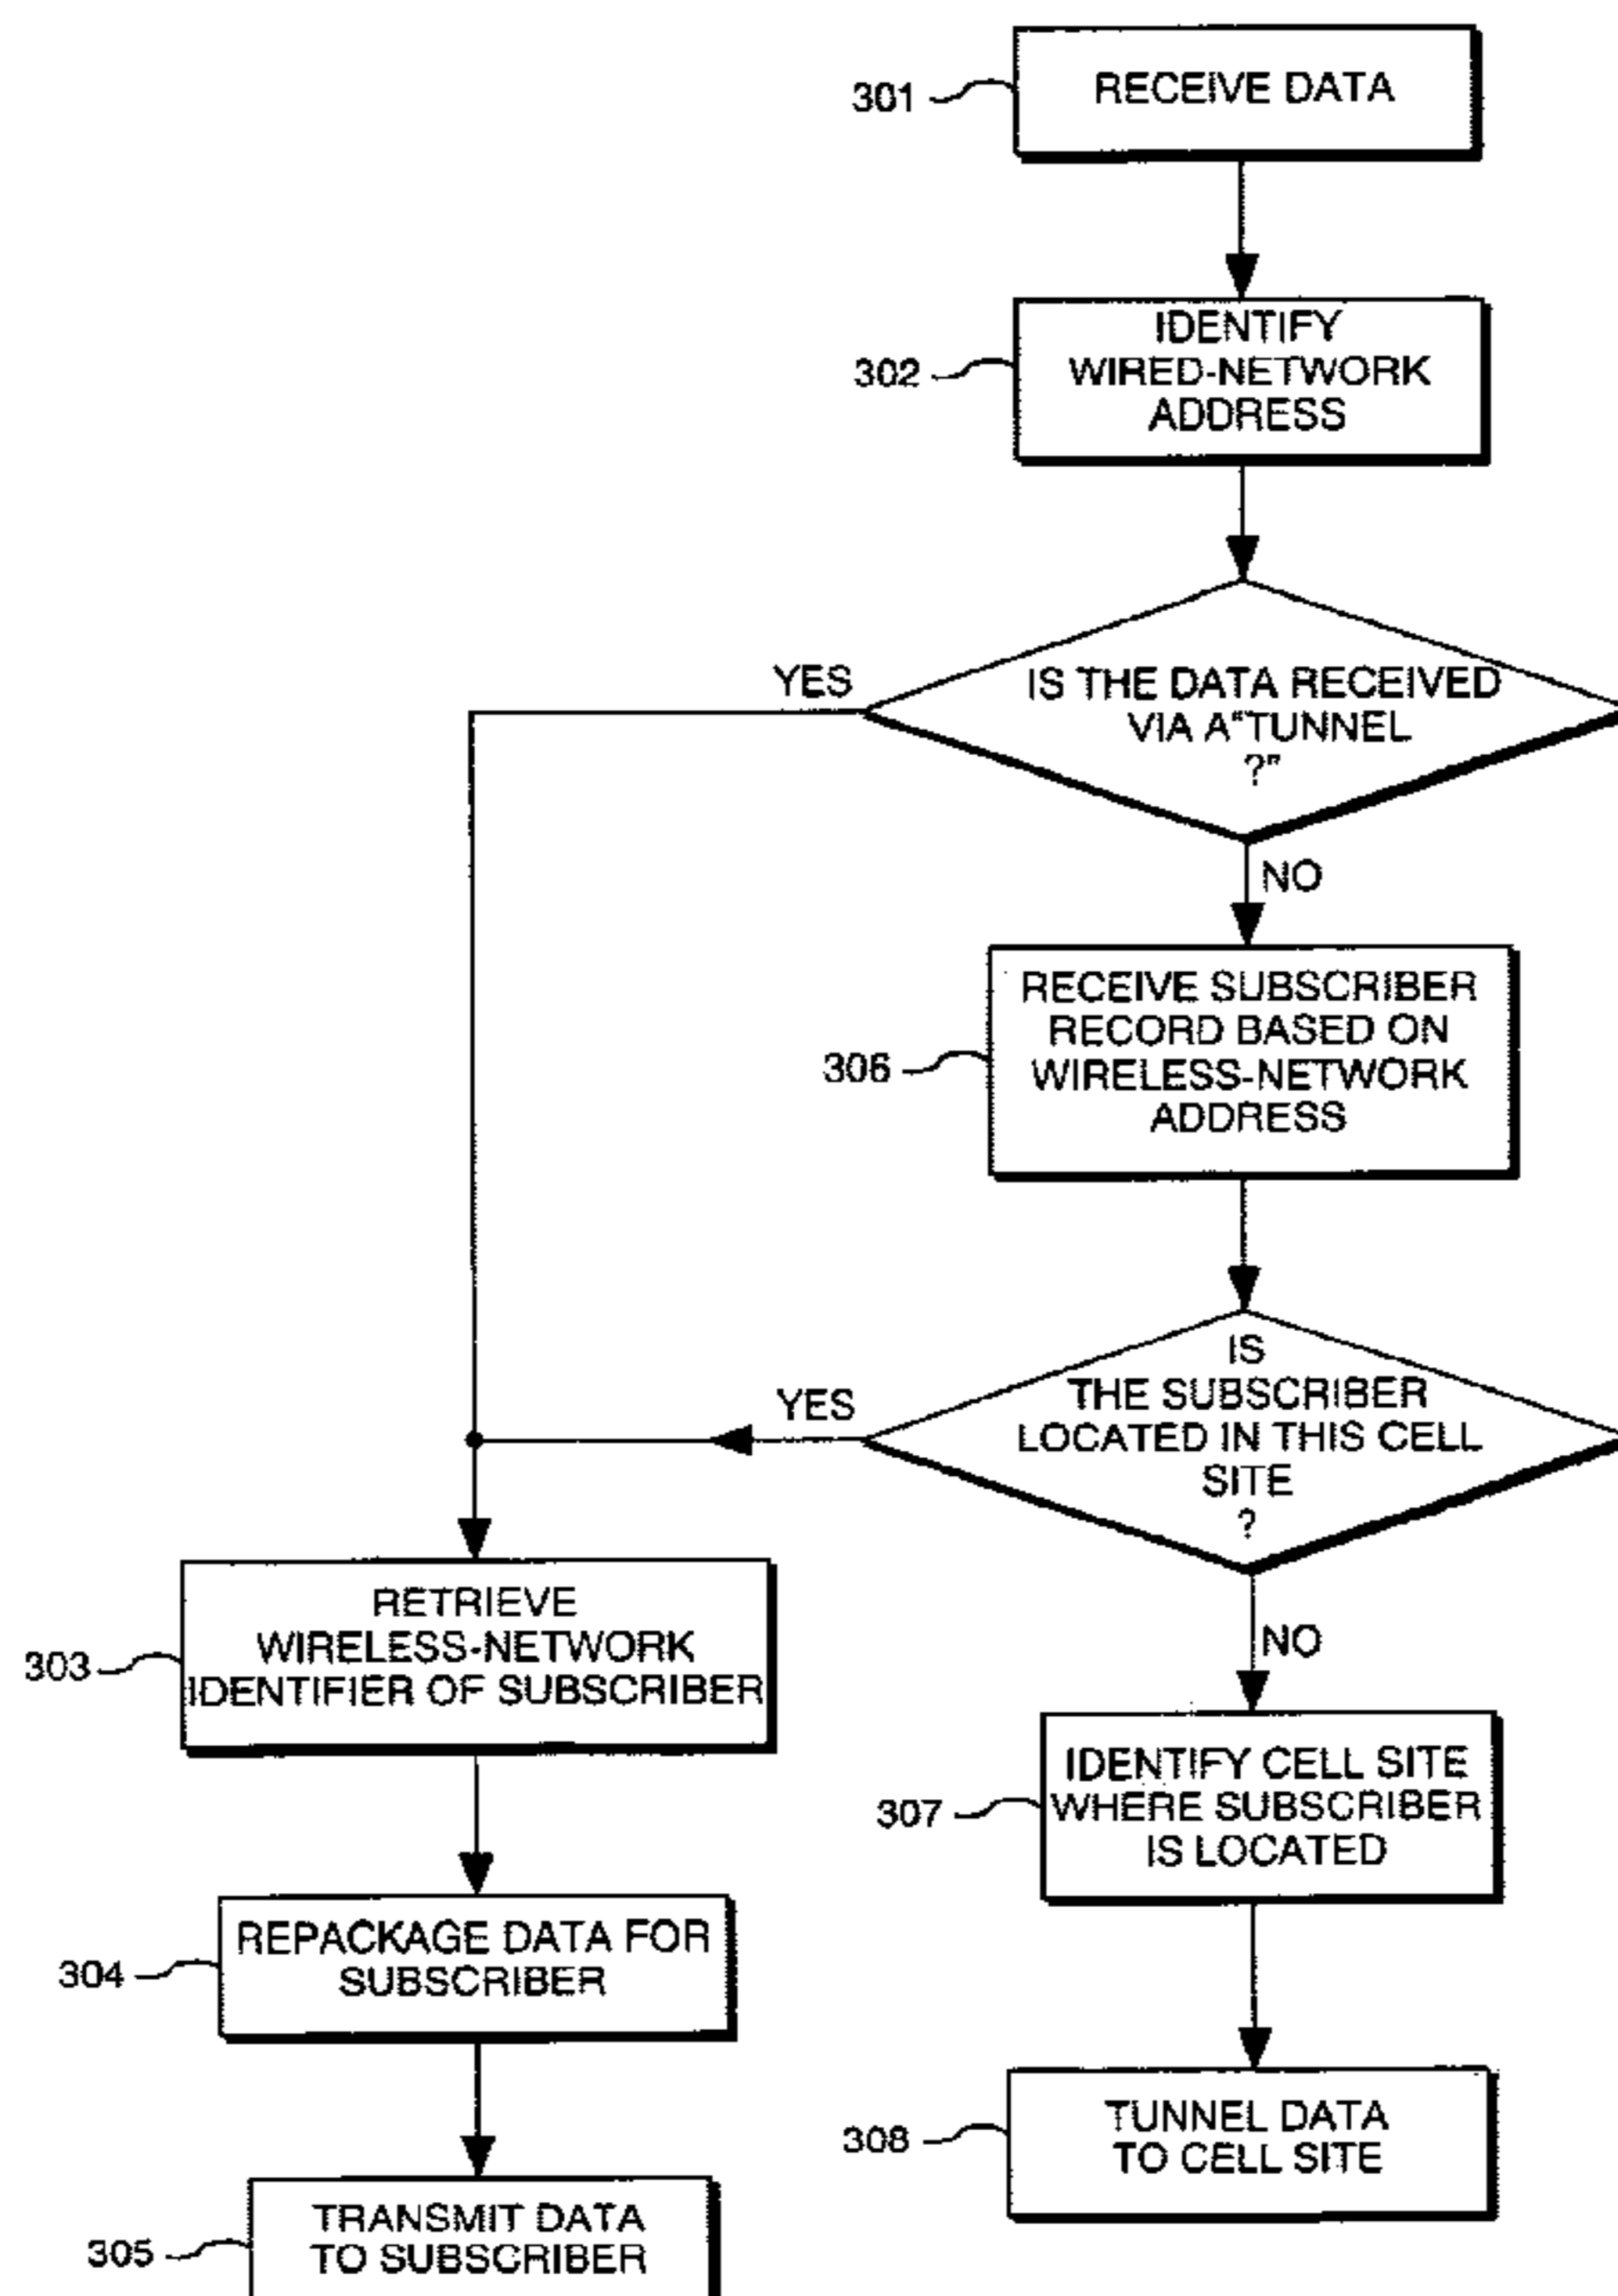 301
RECEIVE DATA
302
IDENTIFY
WIRED-NETWORK
ADDRESS
YES
IS THE DATA RECEIVED
VIA A“TUNNEL
?”
NO
306
RECEIVE SUBSCRIBER
RECORD BASED ON
WIRELESS-NETWORK
ADDRESS
YES
IS
THE SUBSCRIBER
LOCATED IN THIS CELL
SITE
?
NO
303
RETRIEVE
WIRELESS-NETWORK
IDENTIFIER OF SUBSCRIBER
307
IDENTIFY CELL SITE
WHERE SUBSCRIBER
IS LOCATED
304
REPACKAGE DATA FOR
SUBSCRIBER
308
TUNNEL DATA
TO CELL SITE
305
TRANSMIT DATA
TO SUBSCRIBER